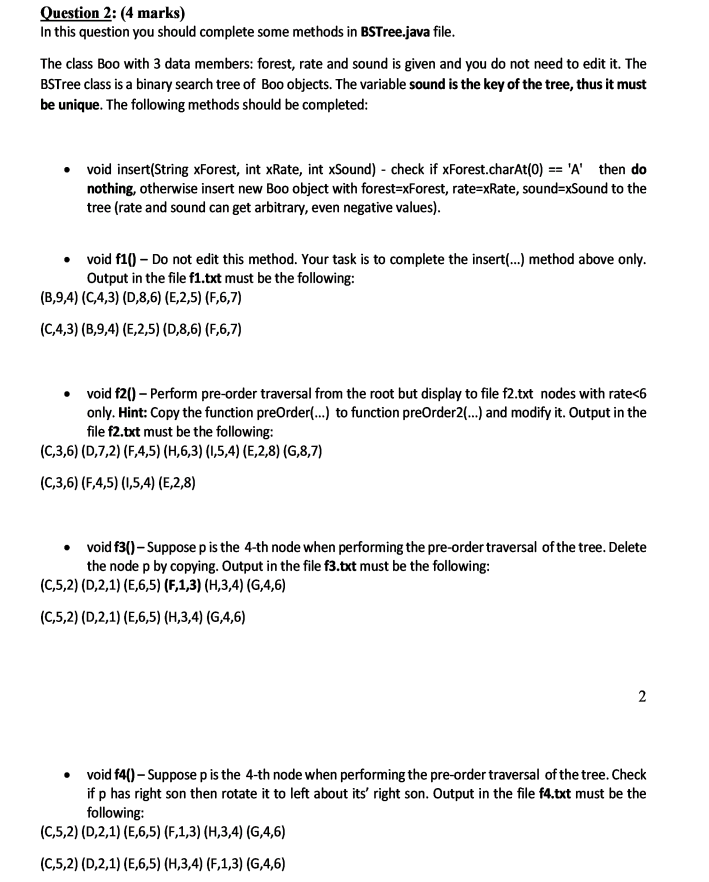 Question 2: (4 marks)
In this question you should complete some methods in BSTree.java file.
The class Boo with 3 data members: forest, rate and sound is given and you do not need to edit it. The
BSTree class is a binary search tree of Boo objects. The variable sound is the key of the tree, thus it must
be unique. The following methods should be completed:
• void insert(String xForest, int xRate, int xSound) - check if xForest.charAt(0) == 'A' then do
nothing, otherwise insert new Boo object with forest=xForest, rate=xRate, sound=xSound to the
tree (rate and sound can get arbitrary, even negative values).
• void f1() – Do not edit this method. Your task is to complete the insert(...) method above only.
Output in the file f1.txt must be the following:
(B,9,4) (C,4,3) (D,8,6) (E,2,5) (F,6,7)
(C,4,3) (B,9,4) (E,2,5) (D,8,6) (F,6,7)
• void f2() – Perform pre-order traversal from the root but display to file f2.txt nodes with rate<6
only. Hint: Copy the function preOrder(...) to function preOrder2(...) and modify it. Output in the
file f2.txt must be the following:
(C,3,6) (D,7,2) (F,4,5) (H,6,3) (I,5,4) (E,2,8) (G,8,7)
(C,3,6) (F,4,5) (I,5,4) (E,2,8)
• void f3() – Suppose p is the 4-th node when performing the pre-order traversal of the tree. Delete
the node p by copying. Output in the file f3.txt must be the following:
(C,5,2) (D,2,1) (E,6,5) (F,1,3) (H,3,4) (G,4,6)
(C,5,2) (D,2,1) (E,6,5) (H,3,4) (G,4,6)
2
• void f4() – Suppose p is the 4-th node when performing the pre-order traversal of the tree. Check
if p has right son then rotate it to left about its' right son. Output in the file f4.txt must be the
following:
(C,5,2) (D,2,1) (E,6,5) (F,1,3) (H,3,4) (G,4,6)
(C,5,2) (D,2,1) (E,6,5) (H,3,4) (F,1,3) (G,4,6)